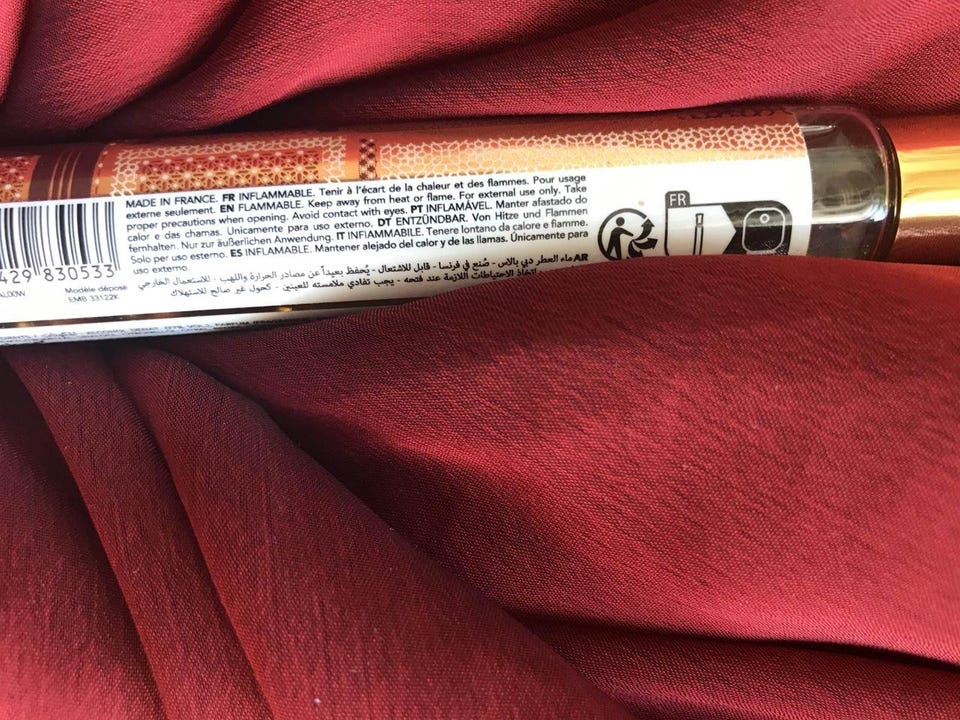 MADE IN FRANCE. FR INFLAMMABLE. Tenir à l'écart de la chaleur et des flammes. Pour usage
externe seulement. EN FLAMMABLE. Keep away from heat or flame. For external use only. Take
proper precautions when opening. Avoid contact with eyes. PT INFLAMÁVEL. Manter afastado do
calor e das chamas. Unicamente para uso externo. DT ENTZÜNDBAR. Von Hitze und Flammen
fernhalten. Nur zur äußerlichen Anwendung. IT INFIAMMABILE. Tenere lontano da calore e fiamme.
Solo per uso esterno. ES INFLAMABLE. Mantener alejado del calor y de las llamas. Únicamente para
uso externo.
AR ماء العطر دبي بالاس - صُنع في فرنسا - قابل للاشتعال - يُحفظ بعيداً عن مصادر الحرارة واللهب - للاستعمال الخارجي
اتخاذ الاحتياطات اللازمة عند فتحه - يجب تفادي ملامسته للعينين - كحول غير صالح للاستهلاك
FR
429 830533
Modèle déposé
EMB 33122K